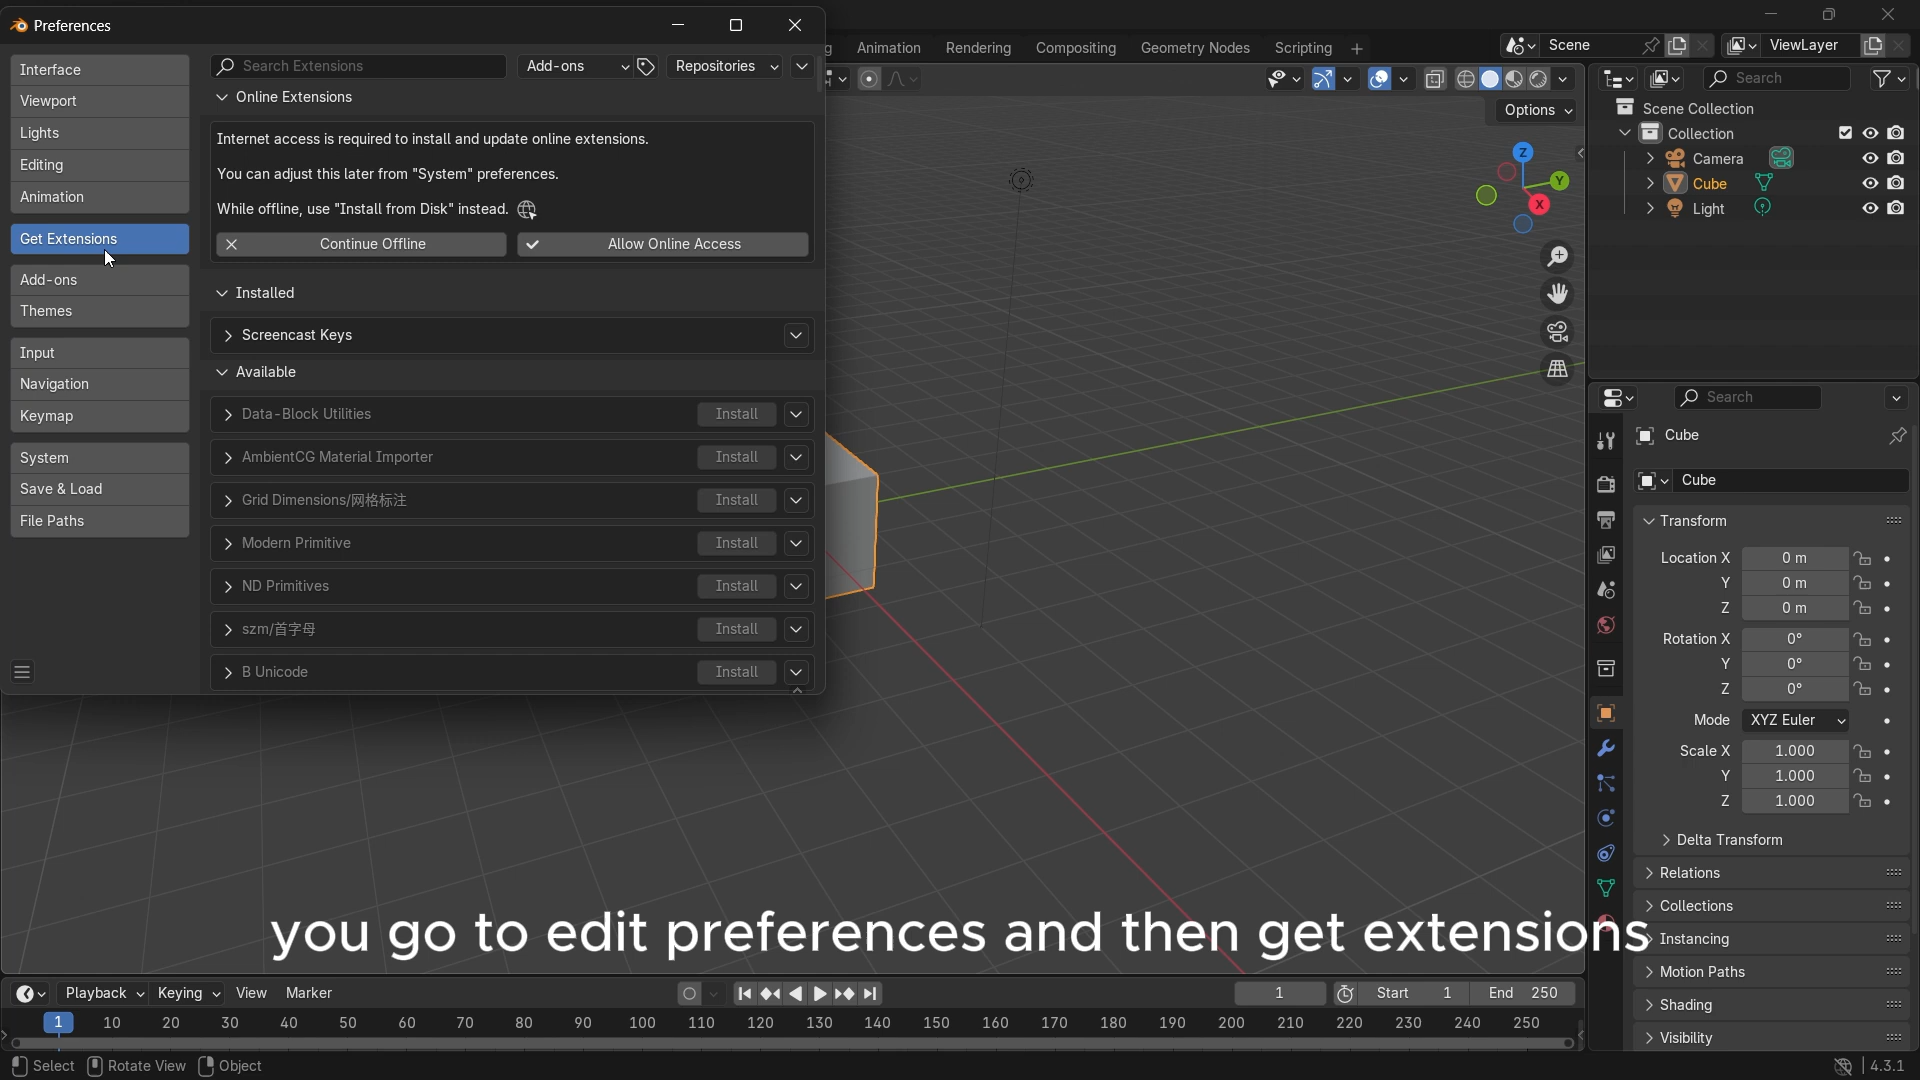 Preferences
Interface
Viewport
Lights
Editing
Animation
Get Extensions
Add-ons
Themes
Input
Navigation
Keymap
System
Save & Load
File Paths
Search Extensions
Add-ons
Repositories
Online Extensions
Internet access is required to install and update online extensions.
You can adjust this later from "System" preferences.
While offline, use "Install from Disk" instead.
Continue Offline
Allow Online Access
Installed
Screencast Keys
Available
Data-Block Utilities Install
AmbientCG Material Importer Install
Grid Dimensions/网格标注 Install
Modern Primitive Install
ND Primitives Install
szm/首字母 Install
B Unicode Install
g Animation Rendering Compositing Geometry Nodes Scripting +
Scene
ViewLayer
Options
Z
Y
X
Search
Scene Collection
Collection
Camera
Cube
Light
Search
Cube
Cube
Transform
Location X 0 m
Y 0 m
Z 0 m
Rotation X 0°
Y 0°
Z 0°
Mode XYZ Euler
Scale X 1.000
Y 1.000
Z 1.000
Delta Transform
Relations
Collections
Instancing
Motion Paths
Shading
Visibility
you go to edit preferences and then get extensions
Playback Keying View Marker
1 Start 1 End 250
1 10 20 30 40 50 60 70 80 90 100 110 120 130 140 150 160 170 180 190 200 210 220 230 240 250
Select Rotate View Object
4.3.1